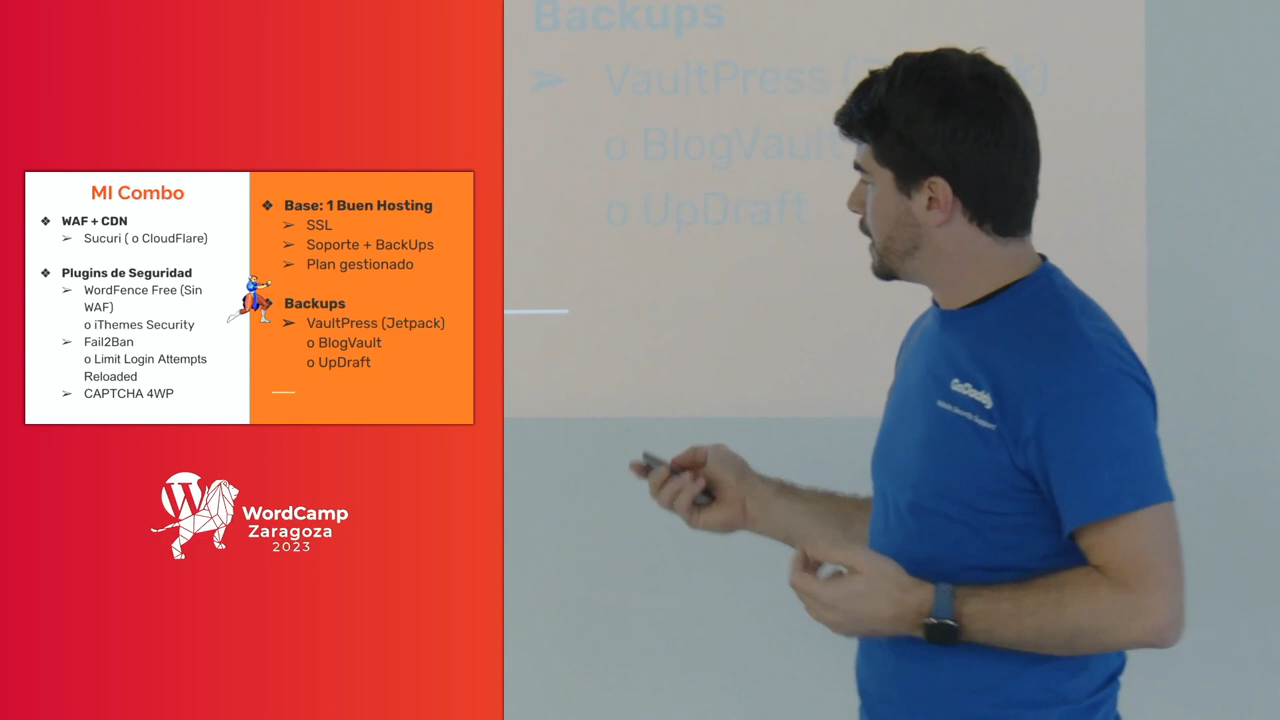 MI Combo
❖ WAF + CDN
➢ Sucuri ( o CloudFlare)
❖ Plugins de Seguridad
➢ WordFence Free (Sin
WAF)
o iThemes Security
➢ Fail2Ban
o Limit Login Attempts
Reloaded
➢ CAPTCHA 4WP
❖ Base: 1 Buen Hosting
➢ SSL
➢ Soporte + BackUps
➢ Plan gestionado
❖ Backups
➢ VaultPress (Jetpack)
o BlogVault
o UpDraft
WordCamp
Zaragoza
2023
Backups
➢ VaultPress (
o BlogVault
o UpDraft
GoDaddy